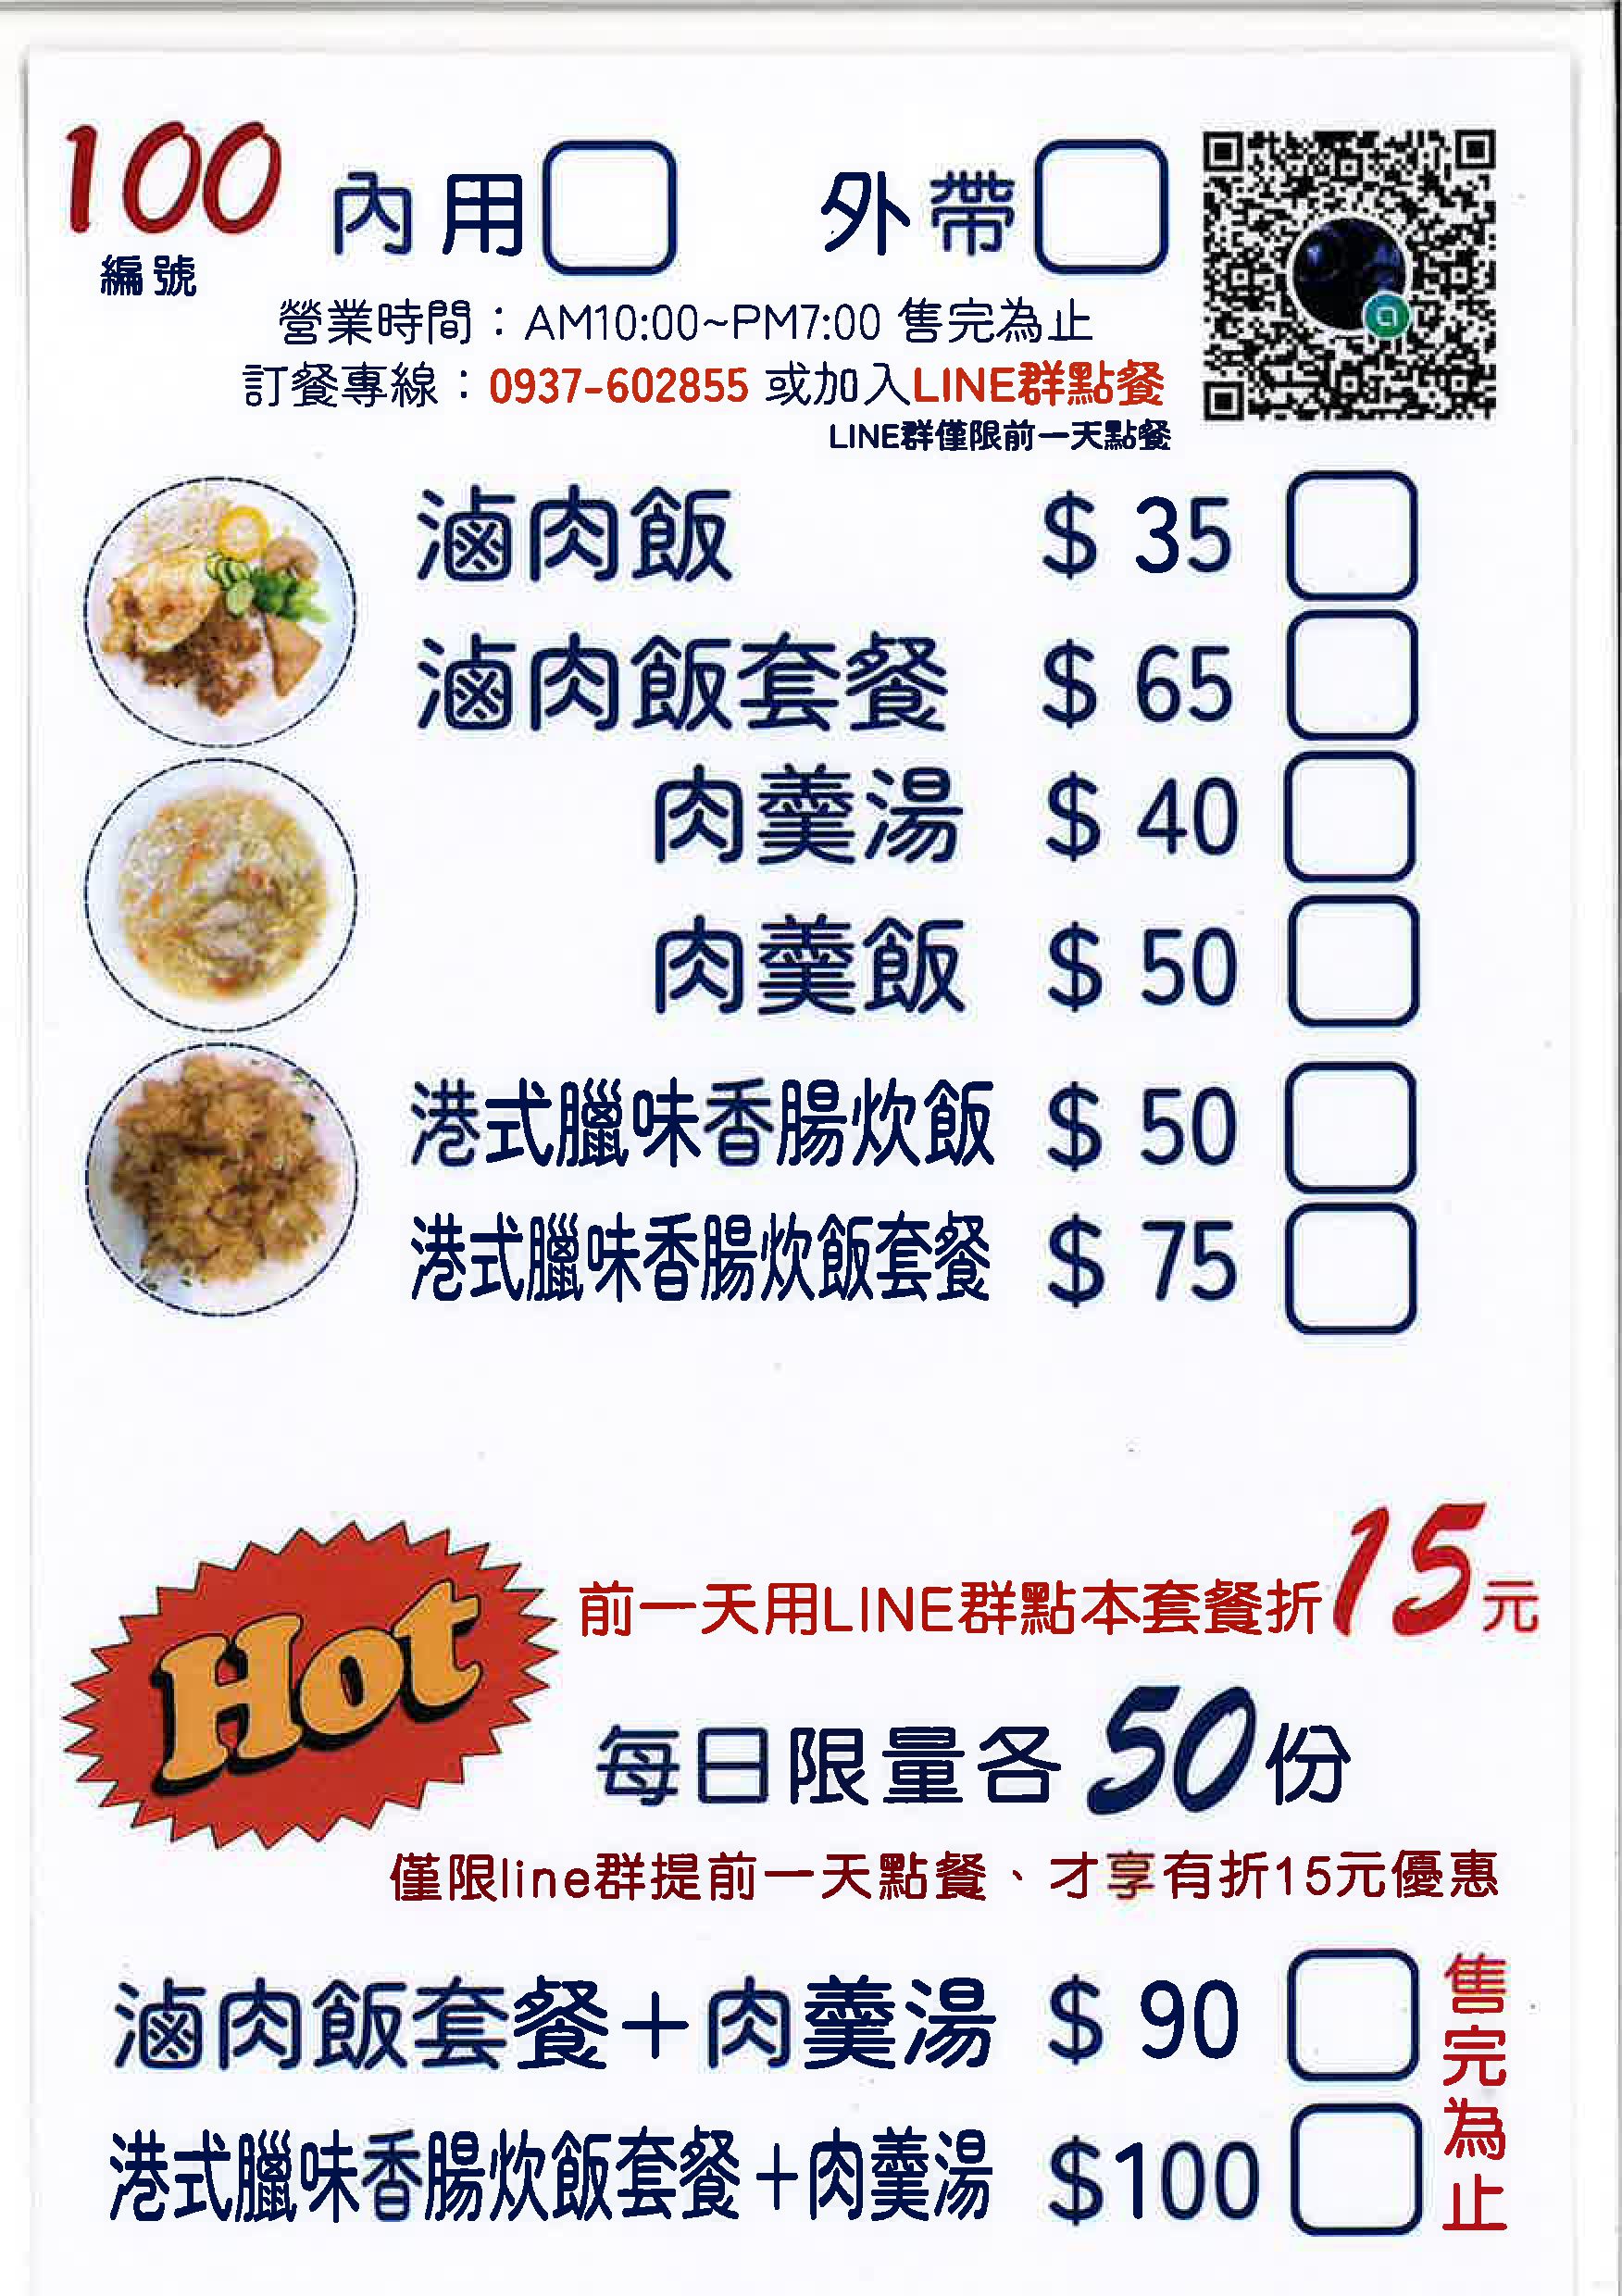 100
編號
內用
外帶
營業時間：AM10:00~PM7:00 售完為止
訂餐專線：0937-602855 或加入LINE群點餐
LINE群僅限前一天點餐
滷肉飯 $ 35
滷肉飯套餐 $ 65
肉羹湯 $ 40
肉羹飯 $ 50
港式臘味香腸炊飯 $ 50
港式臘味香腸炊飯套餐 $ 75
Hot
前一天用LINE群點本套餐折15元
每日限量各50份
僅限line群提前一天點餐、才享有折15元優惠
滷肉飯套餐＋肉羹湯 $ 90
港式臘味香腸炊飯套餐＋肉羹湯 $100
售完為止